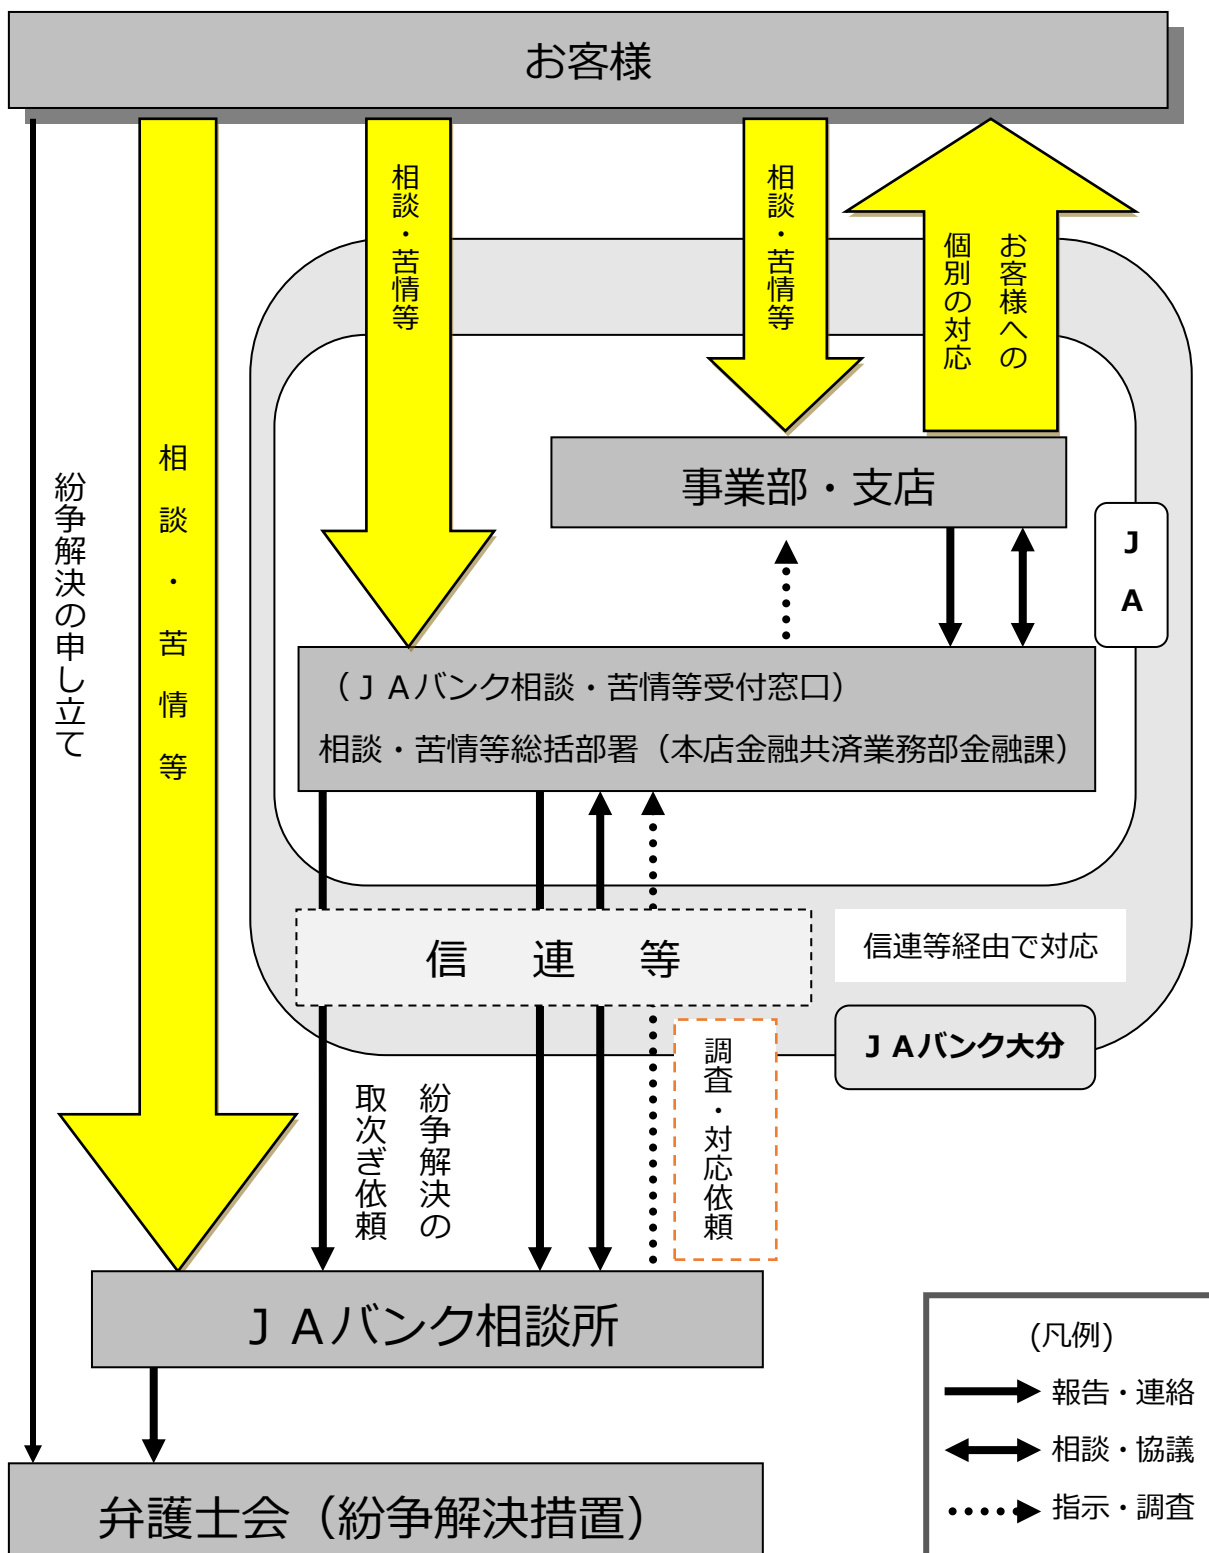 お客様
相談・苦情等
相談・苦情等
お客様への
個別の対応
相談・苦情等
紛争解決の申し立て
事業部・支店
ＪＡ
（ＪＡバンク相談・苦情等受付窓口）
相談・苦情等総括部署（本店金融共済業務部金融課）
信連等
信連等経由で対応
ＪＡバンク大分
紛争解決の
取次ぎ依頼
調査・対応依頼
ＪＡバンク相談所
弁護士会（紛争解決措置）
(凡例)
報告・連絡
相談・協議
指示・調査